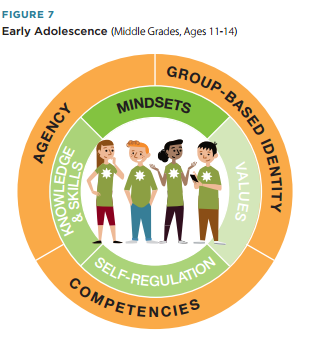 FIGURE 7
Early Adolescence (Middle Grades, Ages 11-14)
AGENCY
GROUP-BASED IDENTITY
COMPETENCIES
MINDSETS
KNOWLEDGE
& SKILLS
VALUES
SELF-REGULATION